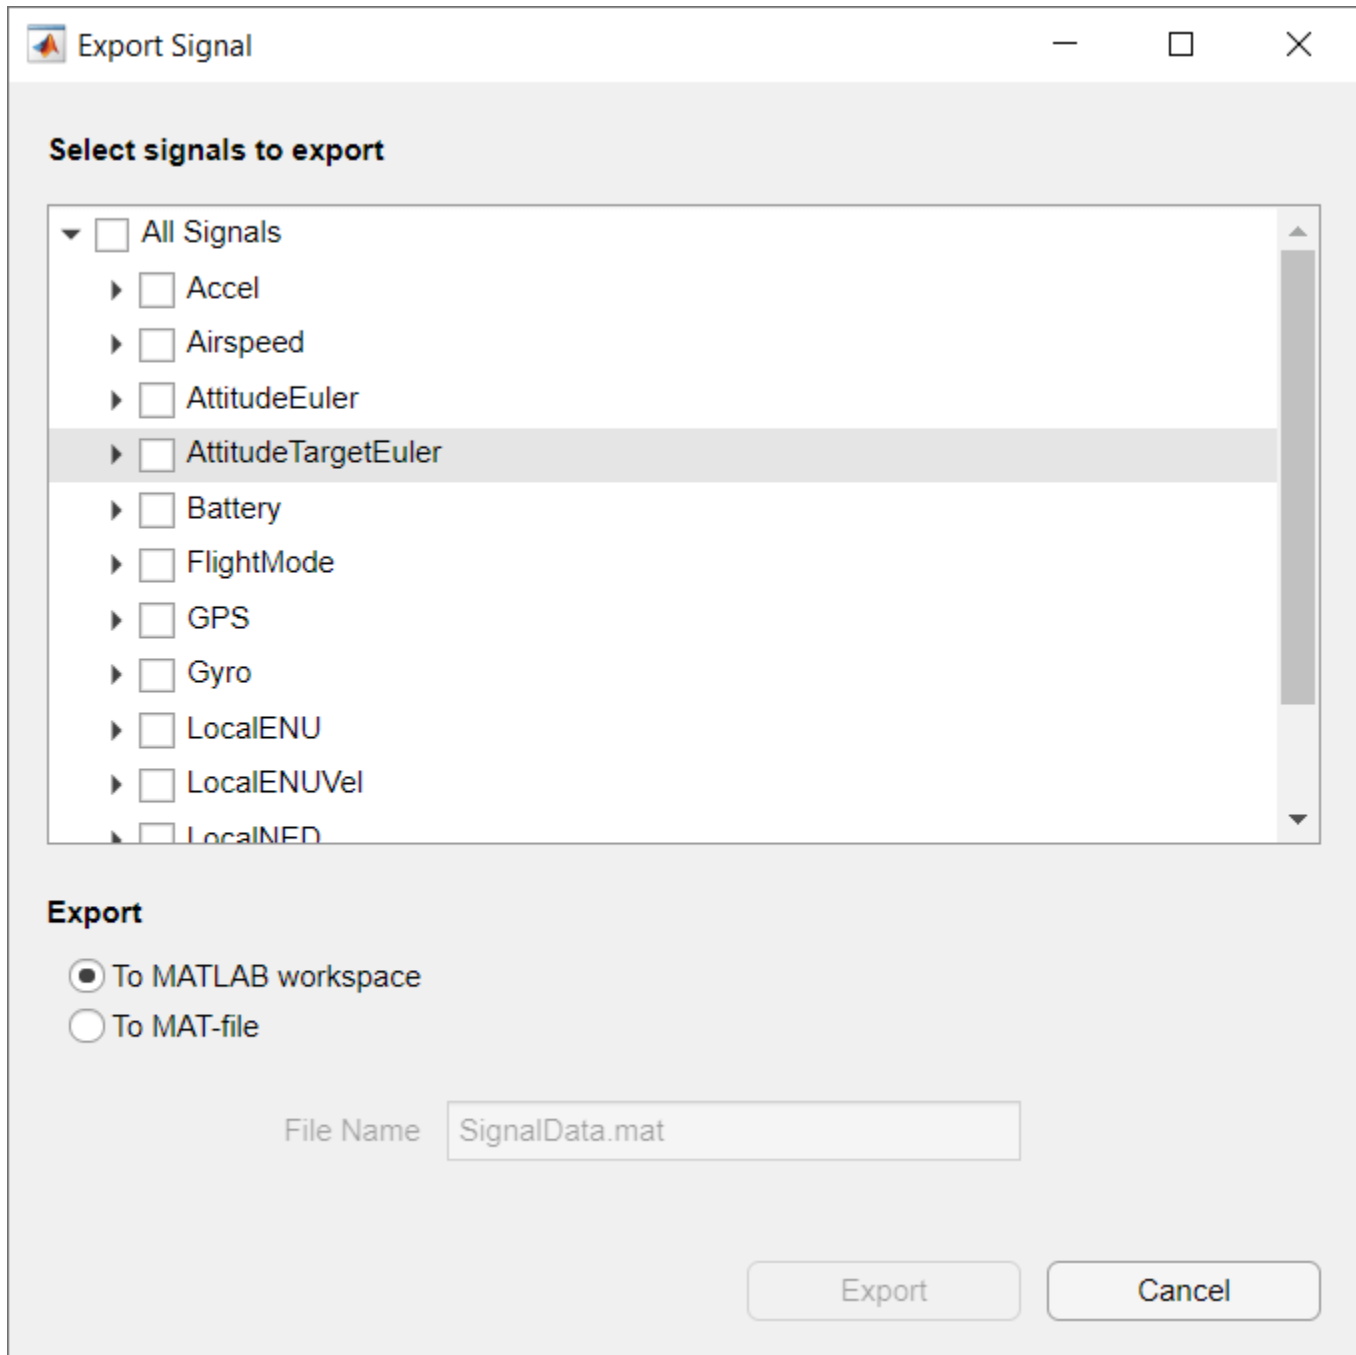 Export Signal
Select signals to export
All Signals
Accel
Airspeed
AttitudeEuler
AttitudeTargetEuler
Battery
FlightMode
GPS
Gyro
LocalENU
LocalENUVel
LocalNED
Export
To MATLAB workspace
To MAT-file
File Name SignalData.mat
Export Cancel